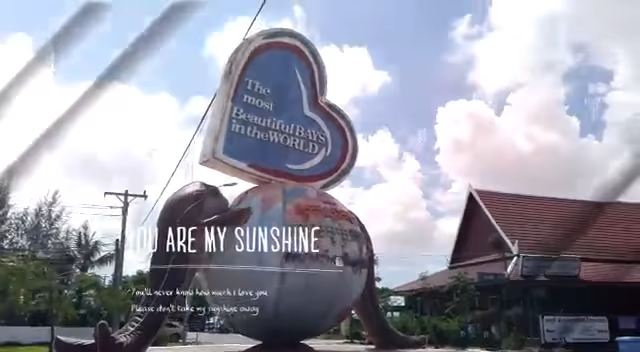 The
most
Beautiful BAYS
in the WORLD
YOU ARE MY SUNSHINE
You'll never know how much i love you
Please don't take my sunshine away